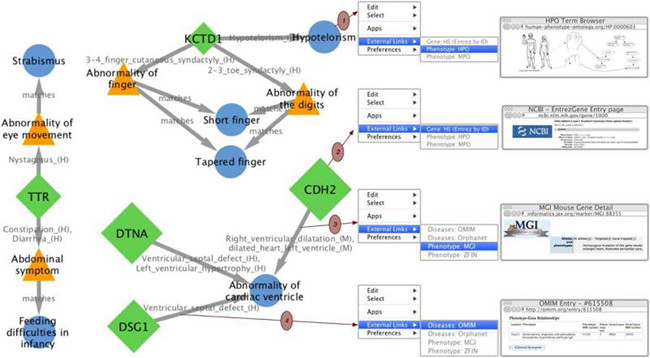 KCTD1
Hypotelorism
Hypotelorism
1
Strabismus
3-4_finger_cutaneous_syndactyly_(H)
2-3_toe_syndactyly_(H)
Abnormality of
finger
matches
Abnormality of
the digits
matches
matches
Short finger
Abnormality of
eye movement
Tapered finger
Nystagmus_(H)
TTR
CDH2
Constipation_(H),
Diarrhea_(H)
DTNA
Right_ventricular_dilatation_(M),
dilated_heart_left_ventricle_(M)
Ventricular_septal_defect_(H),
Left_ventricular_hypertrophy_(H)
Abdominal
symptom
matches
Abnormality of
cardiac ventricle
Ventricular_septal_defect_(H)
DSG1
Feeding
difficulties in
infancy
2
3
4
Edit
Select
Apps
External Links
Preferences
Gene: HS (Entrez by ID)
Phenotype: HPO
Phenotype: MPO
HPO Term Browser
human-phenotype-ontology.org/HP:0000601
Edit
Select
Apps
External Links
Preferences
Gene: HS (Entrez by ID)
Phenotype: HPO
Phenotype: MPO
NCBI - EntrezGene Entry page
ncbi.nlm.nih.gov/gene/1000
NCBI
Edit
Select
Apps
External Links
Preferences
Diseases: OMIM
Diseases: Orphanet
Phenotype: MGI
Phenotype: ZFIN
MGI Mouse Gene Detail
informatics.jax.org/marker/MGI:88355
MGI
Edit
Select
Apps
External Links
Preferences
Diseases: OMIM
Diseases: Orphanet
Phenotype: MGI
Phenotype: ZFIN
OMIM Entry - #615508
http://omim.org/entry/615508
Phenotype-Gene Relationships
Clinical Synopsis